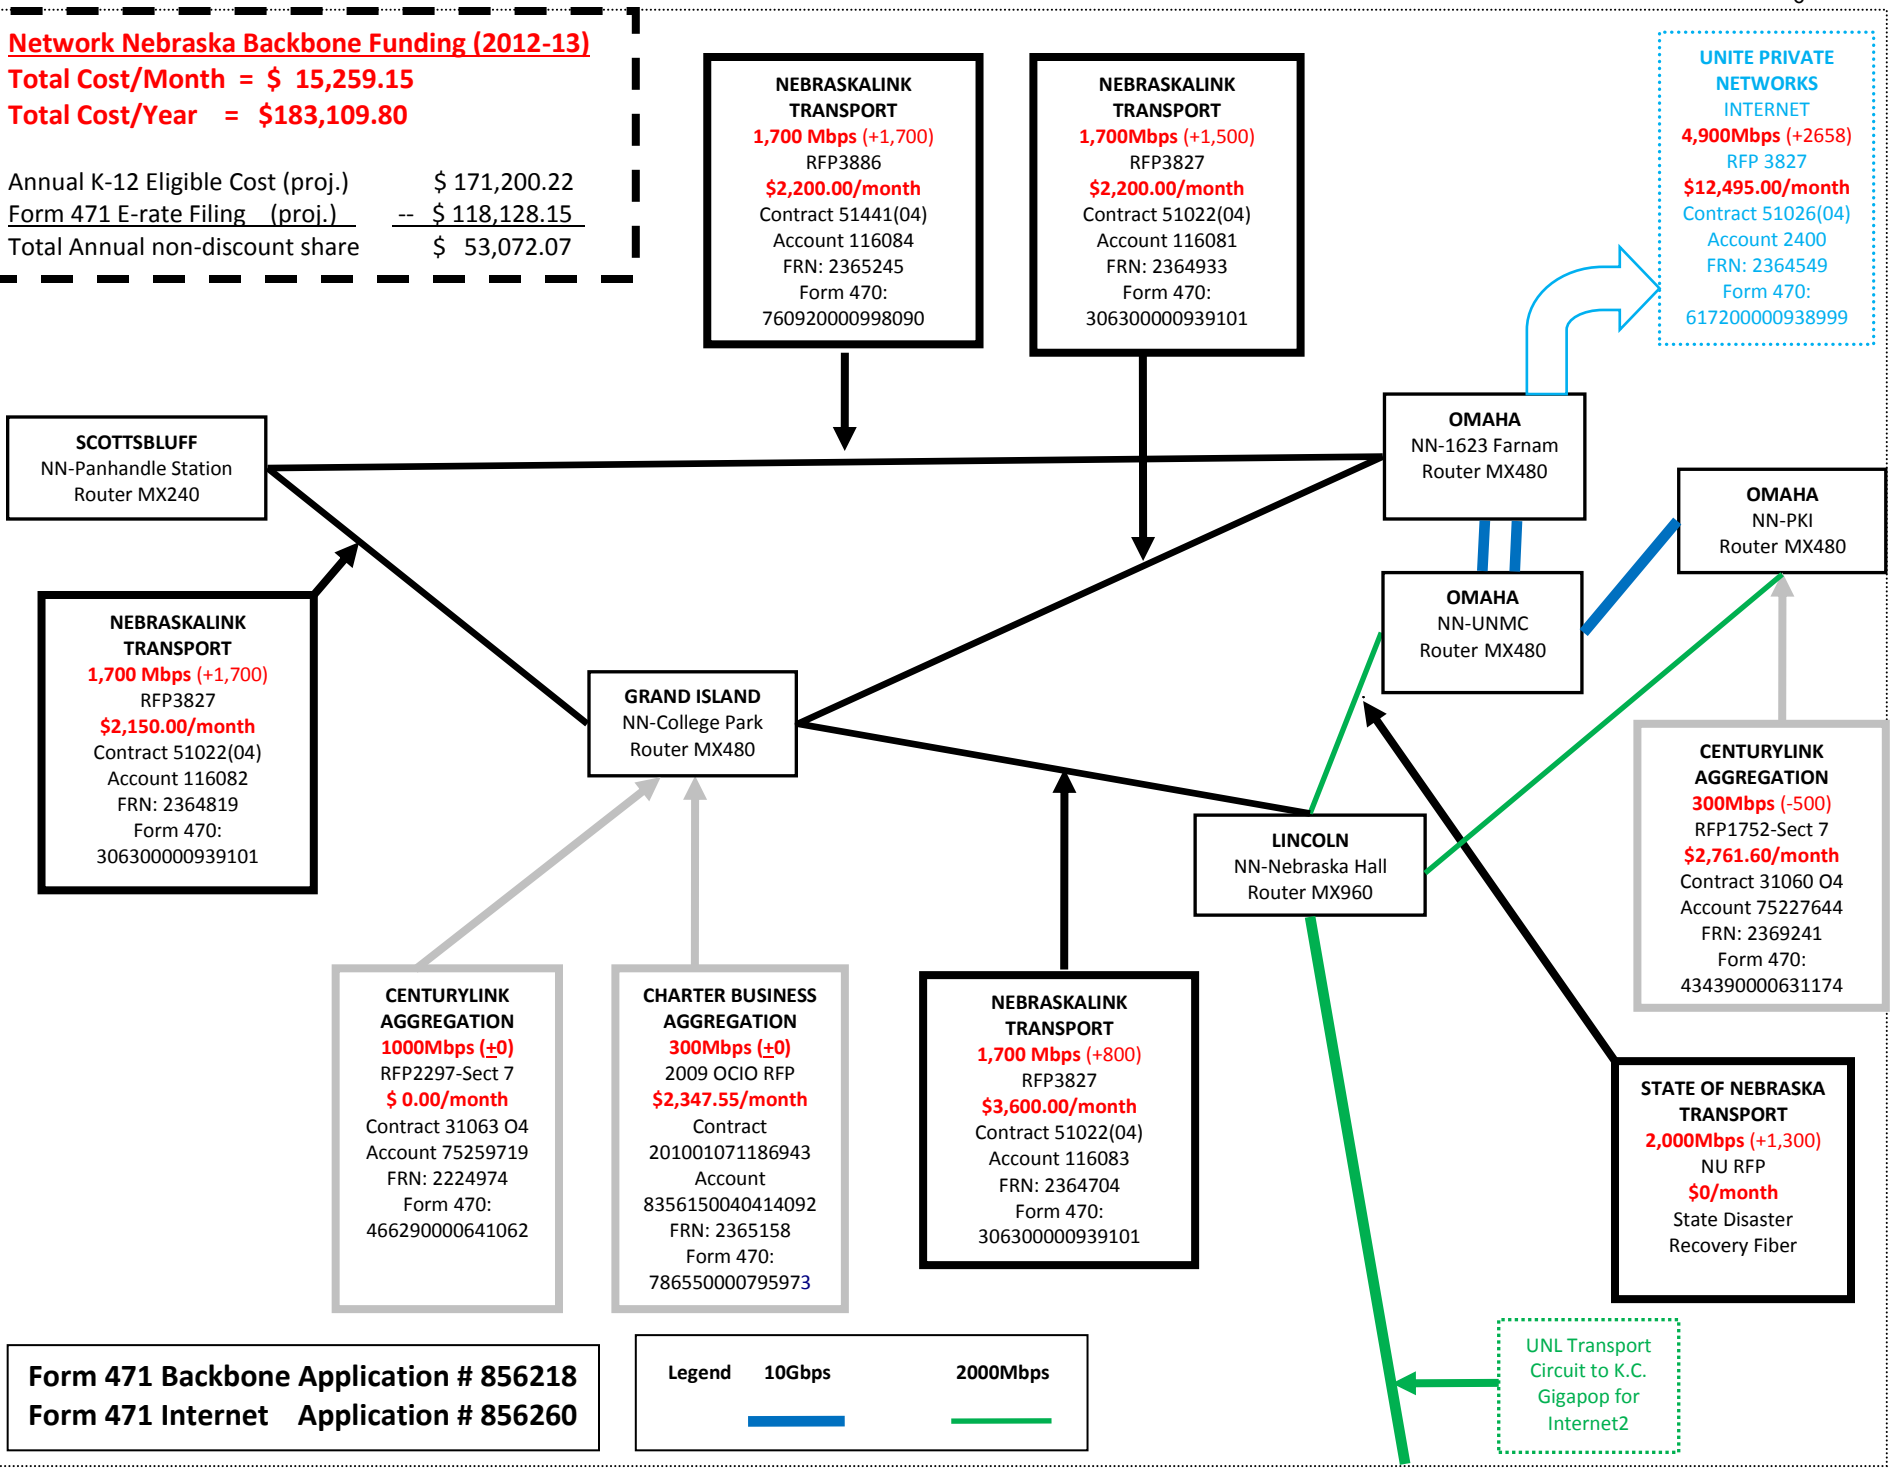 Network Nebraska Backbone Funding (2012-13)
Total Cost/Month = $ 15,259.15
Total Cost/Year = $183,109.80
Annual K-12 Eligible Cost (proj.) $ 171,200.22
Form 471 E-rate Filing (proj.) -- $ 118,128.15
Total Annual non-discount share $ 53,072.07
NEBRASKALINK
TRANSPORT
1,700 Mbps (+1,700)
RFP3886
$2,200.00/month
Contract 51441(04)
Account 116084
FRN: 2365245
Form 470:
760920000998090
NEBRASKALINK
TRANSPORT
1,700Mbps (+1,500)
RFP3827
$2,200.00/month
Contract 51022(04)
Account 116081
FRN: 2364933
Form 470:
306300000939101
UNITE PRIVATE
NETWORKS
INTERNET
4,900Mbps (+2658)
RFP 3827
$12,495.00/month
Contract 51026(04)
Account 2400
FRN: 2364549
Form 470:
617200000938999
SCOTTSBLUFF
NN-Panhandle Station
Router MX240
OMAHA
NN-1623 Farnam
Router MX480
OMAHA
NN-PKI
Router MX480
OMAHA
NN-UNMC
Router MX480
NEBRASKALINK
TRANSPORT
1,700 Mbps (+1,700)
RFP3827
$2,150.00/month
Contract 51022(04)
Account 116082
FRN: 2364819
Form 470:
306300000939101
GRAND ISLAND
NN-College Park
Router MX480
LINCOLN
NN-Nebraska Hall
Router MX960
CENTURYLINK
AGGREGATION
300Mbps (-500)
RFP1752-Sect 7
$2,761.60/month
Contract 31060 O4
Account 75227644
FRN: 2369241
Form 470:
434390000631174
CENTURYLINK
AGGREGATION
1000Mbps (±0)
RFP2297-Sect 7
$ 0.00/month
Contract 31063 O4
Account 75259719
FRN: 2224974
Form 470:
466290000641062
CHARTER BUSINESS
AGGREGATION
300Mbps (±0)
2009 OCIO RFP
$2,347.55/month
Contract
201001071186943
Account
8356150040414092
FRN: 2365158
Form 470:
786550000795973
NEBRASKALINK
TRANSPORT
1,700 Mbps (+800)
RFP3827
$3,600.00/month
Contract 51022(04)
Account 116083
FRN: 2364704
Form 470:
306300000939101
STATE OF NEBRASKA
TRANSPORT
2,000Mbps (+1,300)
NU RFP
$0/month
State Disaster
Recovery Fiber
Form 471 Backbone Application # 856218
Form 471 Internet Application # 856260
Legend 10Gbps 2000Mbps
UNL Transport
Circuit to K.C.
Gigapop for
Internet2